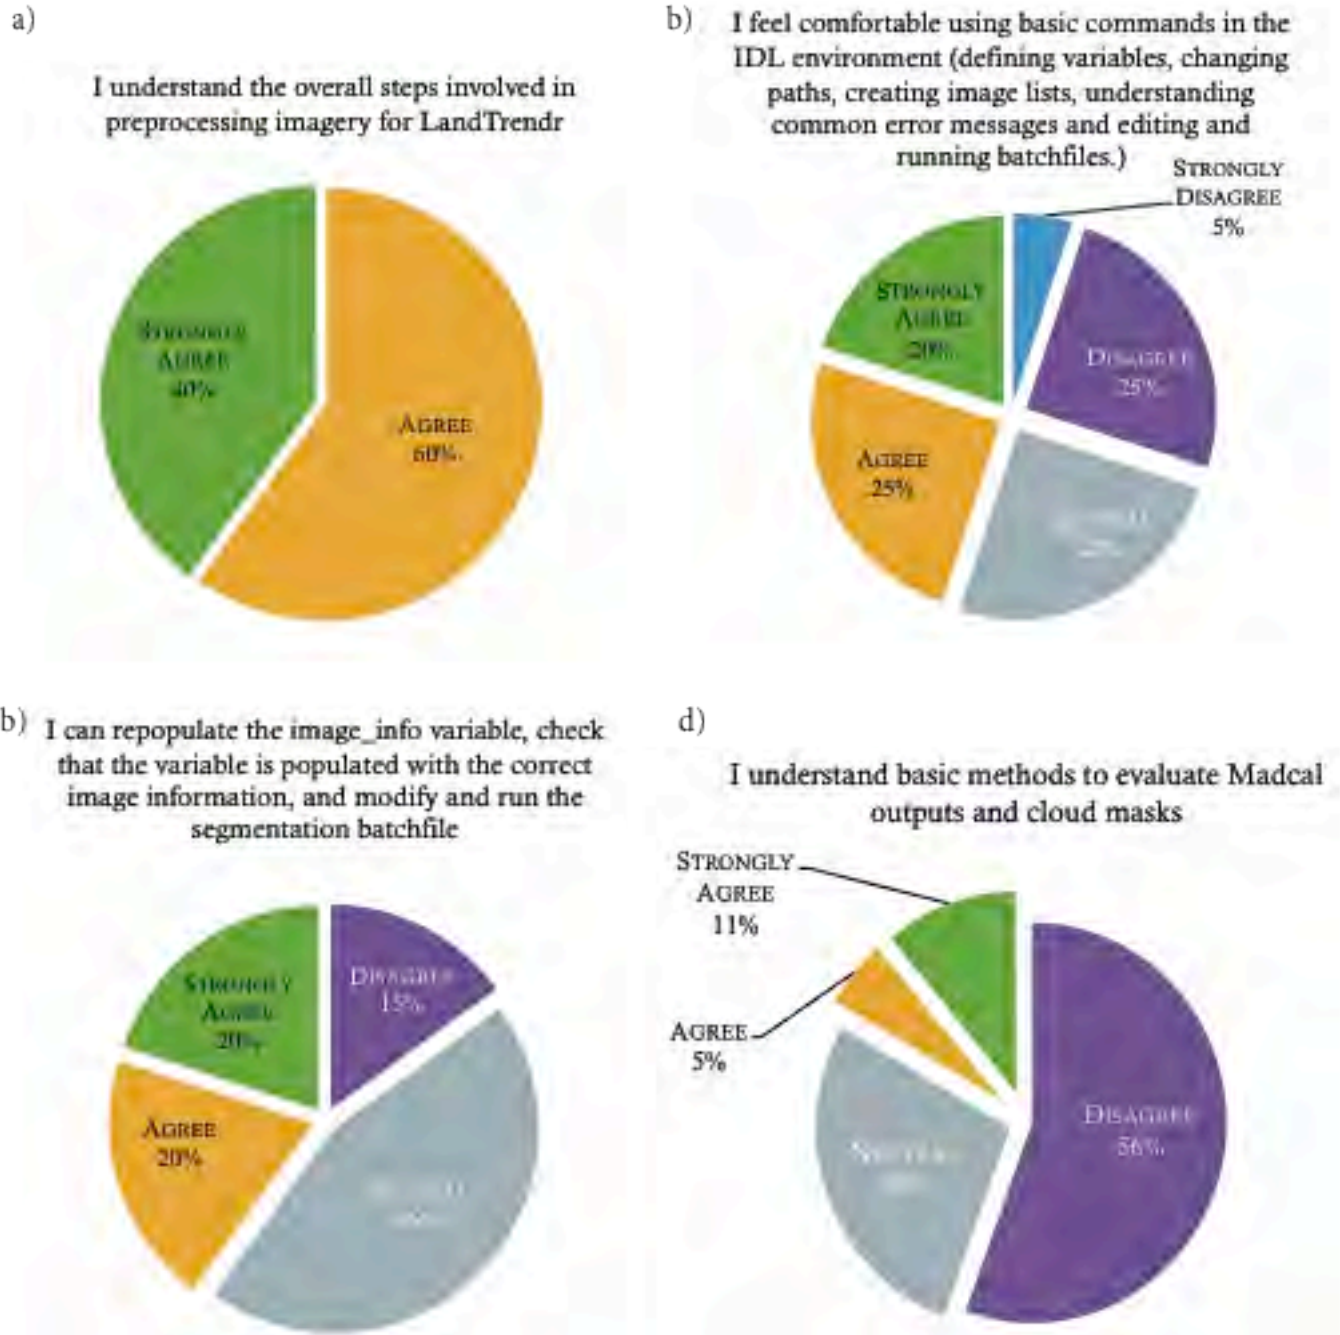 a)
I understand the overall steps involved in
preprocessing imagery for LandTrendr
STRONGLY
AGREE
40%
AGREE
60%
b)
I feel comfortable using basic commands in the
IDL environment (defining variables, changing
paths, creating image lists, understanding
common error messages and editing and
running batchfiles.)
STRONGLY
DISAGREE
5%
STRONGLY
AGREE
20%
DISAGREE
25%
AGREE
25%
b)
I can repopulate the image_info variable, check
that the variable is populated with the correct
image information, and modify and run the
segmentation batchfile
STRONGLY
AGREE
20%
DISAGREE
15%
AGREE
20%
d)
I understand basic methods to evaluate Madcal
outputs and cloud masks
STRONGLY
AGREE
11%
AGREE
5%
DISAGREE
56%
NEUTRAL